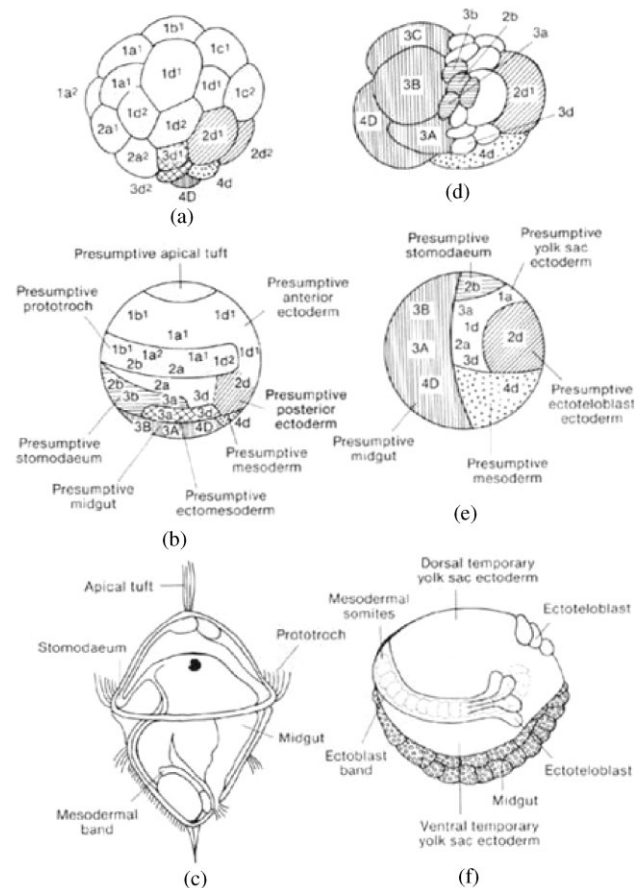 1b1
1a1
1c1
1a2
1a1
1d1
1d1
1c2
1d2
2a1
1d2
2d1
2a2
3d1
2d2
3d2
4d
4D
(a)
3b
2b
3a
3C
3B
2d1
4D
3A
3d
4d
(d)
Presumptive apical tuft
Presumptive
prototroch
1b1
1d1
Presumptive
anterior
ectoderm
1a1
1b1
1a2
1a1
1d2
1d1
2b
2a
2b
2a
2d
3b
3a
3d
3a
3d
3B
3A
4D
4d
Presumptive
posterior
ectoderm
Presumptive
stomodaeum
Presumptive
mesoderm
Presumptive
midgut
Presumptive
ectomesoderm
(b)
Presumptive
stomodaeum
Presumptive
yolk sac
ectoderm
2b
3B
3a
1a
1d
3A
2a
2d
3d
4D
4d
Presumptive
ectoteloblast
ectoderm
Presumptive
midgut
Presumptive
mesoderm
(e)
Apical tuft
Stomodaeum
Prototroch
Midgut
Mesodermal
band
(c)
Dorsal temporary
yolk sac ectoderm
Mesodermal
somites
Ectoteloblast
Ectoblast
band
Ectoteloblast
Midgut
Ventral temporary
yolk sac ectoderm
(f)